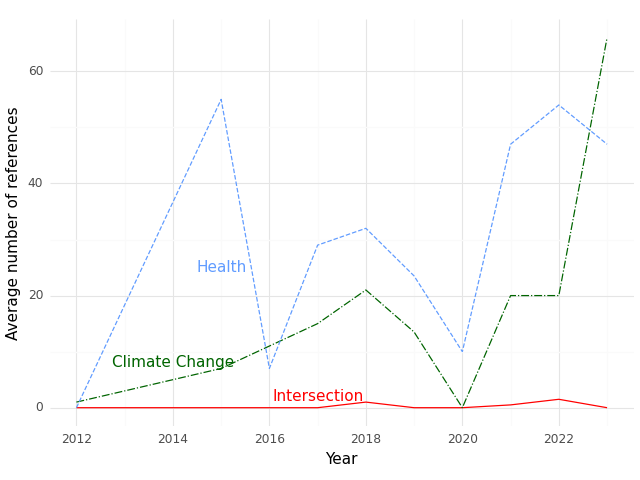 Average number of references
60
40
20
0
Health
Climate Change
Intersection
2012 2014 2016 2018 2020 2022
Year